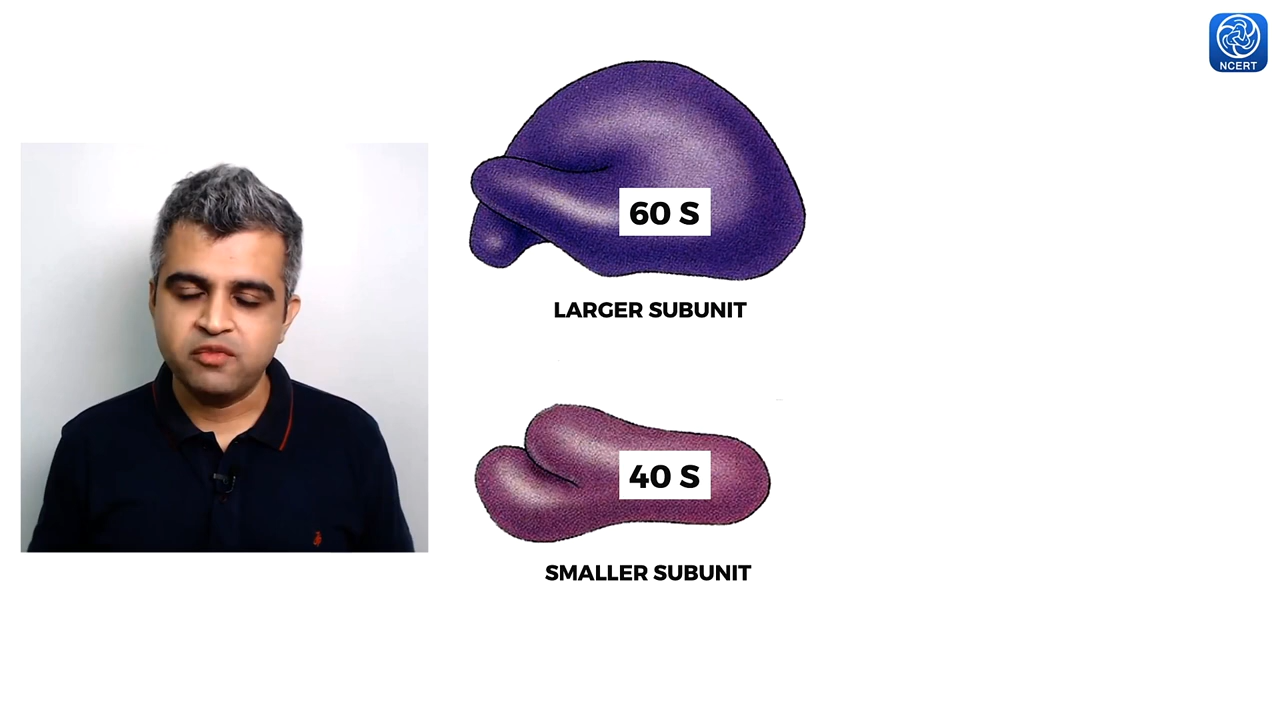 NCERT
60 S
LARGER SUBUNIT
40 S
SMALLER SUBUNIT